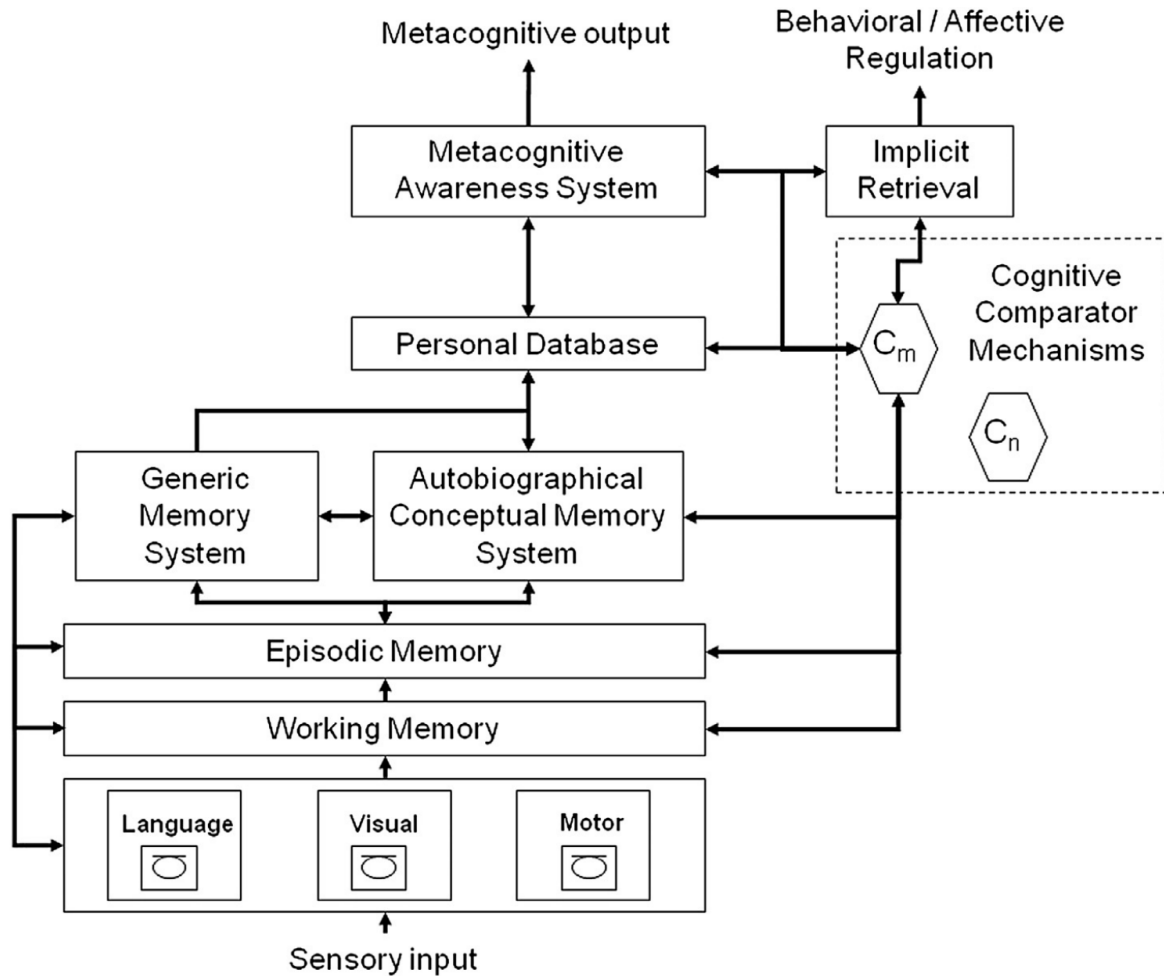 Metacognitive output
Behavioral / Affective
Regulation
Metacognitive
Awareness System
Implicit
Retrieval
Cognitive
Comparator
Mechanisms
Personal Database
Cm
Cn
Generic
Memory
System
Autobiographical
Conceptual Memory
System
Episodic Memory
Working Memory
Language
Visual
Motor
Sensory input